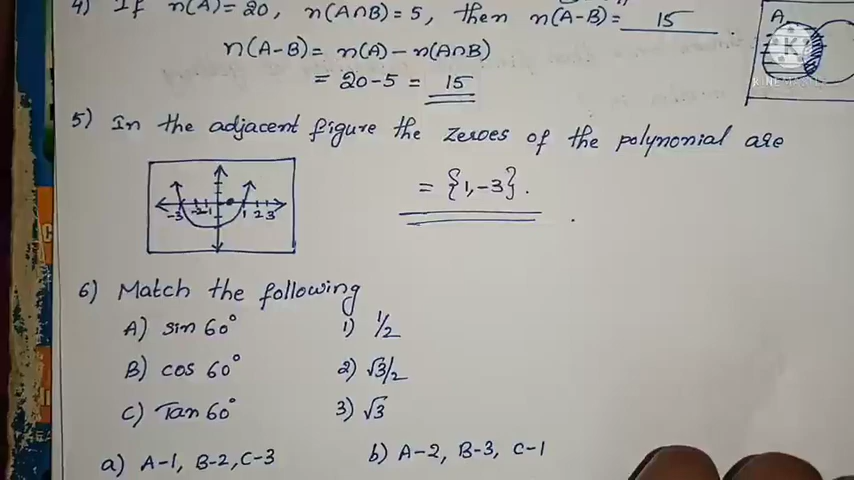 4) If n(A)=20, n(A∩B)=5, then n(A-B)= 15 .
n(A-B)= n(A)-n(A∩B)
= 20-5 = 15
A
K
KINEMASTER
5) In the adjacent figure the zeroes of the polynomial are
-3 -2 -1 1 2 3
= {1,-3}.
6) Match the following
A) sin 60° 1) 1/2
B) cos 60° 2) √3/2
C) Tan 60° 3) √3
a) A-1, B-2, C-3 b) A-2, B-3, C-1